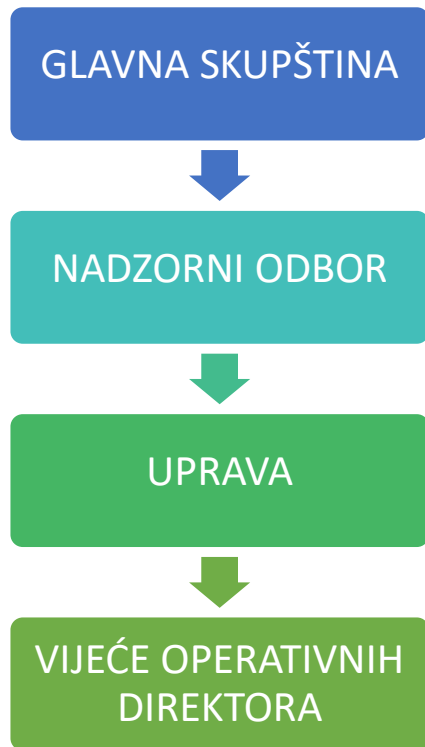 GLAVNA SKUPŠTINA
NADZORNI ODBOR
UPRAVA
VIJEĆE OPERATIVNIH
DIREKTORA